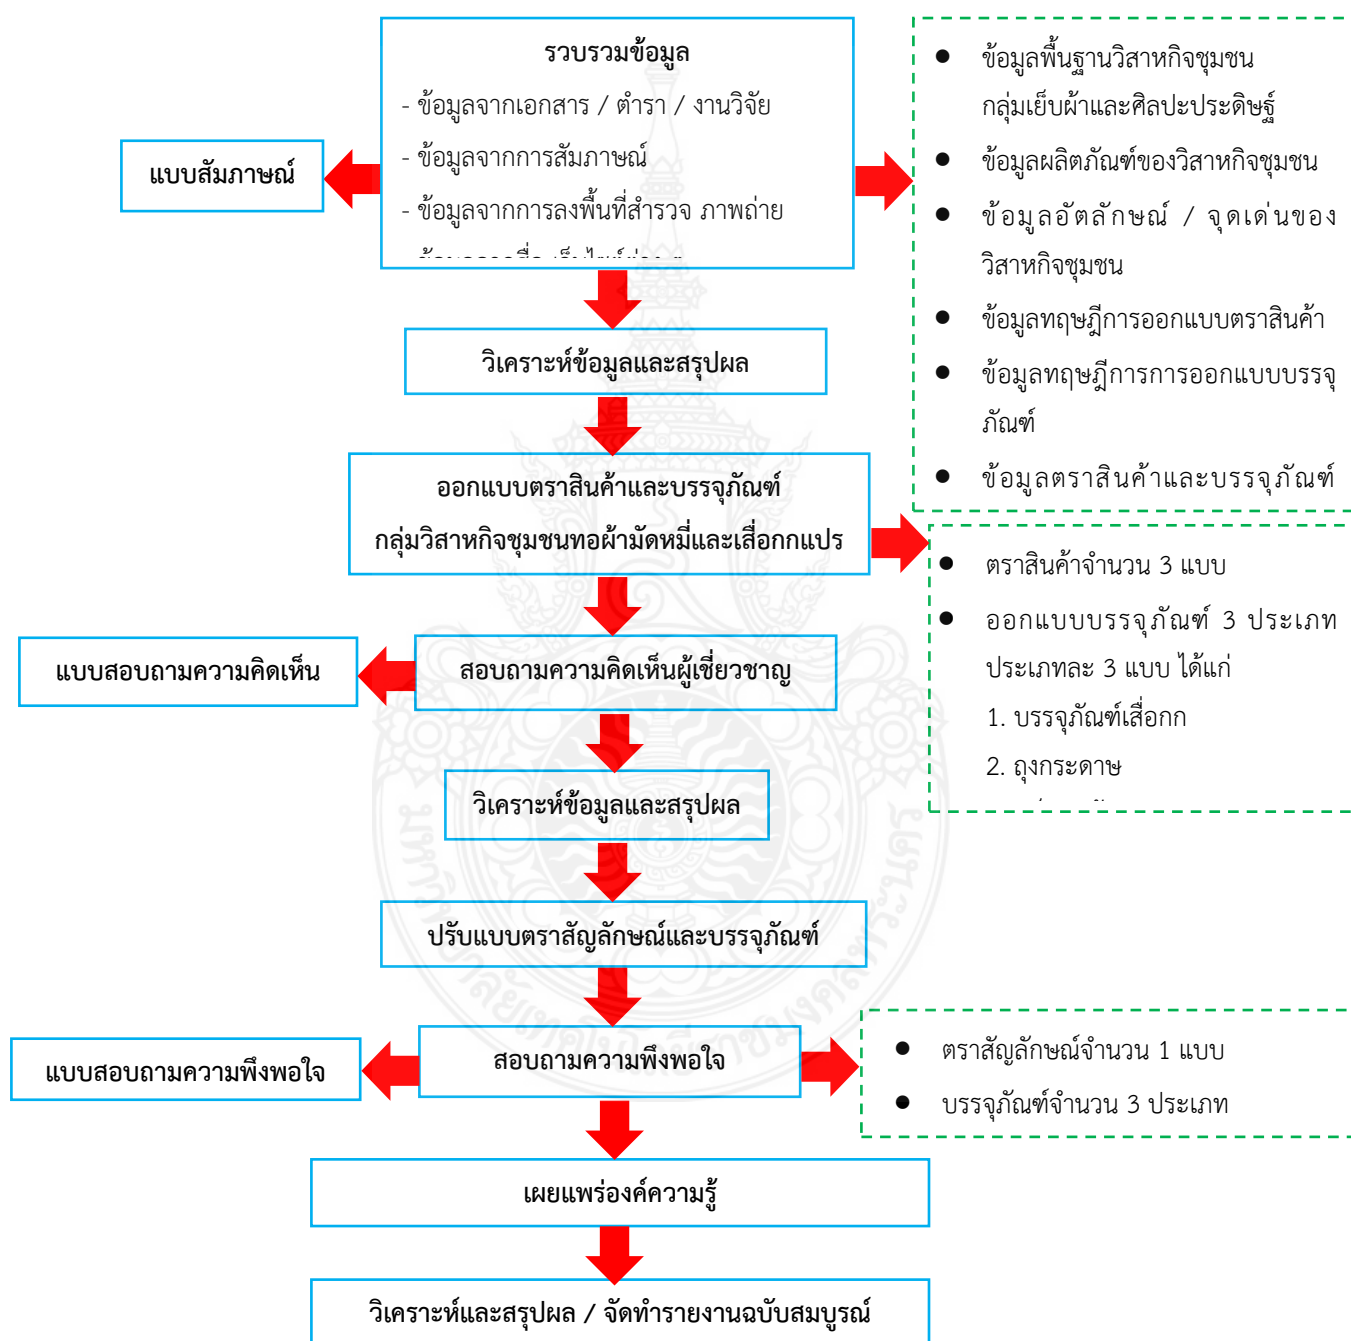 รวบรวมข้อมูล
- ข้อมูลจากเอกสาร / ตำรา / งานวิจัย
- ข้อมูลจากการสัมภาษณ์
- ข้อมูลจากการลงพื้นที่สำรวจ ภาพถ่าย
แบบสัมภาษณ์
● ข้อมูลพื้นฐานวิสาหกิจชุมชน
กลุ่มเย็บผ้าและศิลปะประดิษฐ์
● ข้อมูลผลิตภัณฑ์ของวิสาหกิจชุมชน
● ข้อมูลอัตลักษณ์ / จุดเด่นของ
วิสาหกิจชุมชน
● ข้อมูลทฤษฎีการออกแบบตราสินค้า
● ข้อมูลทฤษฎีการการออกแบบบรรจุ
ภัณฑ์
● ข้อมูลตราสินค้าและบรรจุภัณฑ์
วิเคราะห์ข้อมูลและสรุปผล
ออกแบบตราสินค้าและบรรจุภัณฑ์
กลุ่มวิสาหกิจชุมชนทอผ้ามัดหมี่และเสื่อกกแปร
● ตราสินค้าจำนวน 3 แบบ
● ออกแบบบรรจุภัณฑ์ 3 ประเภท
ประเภทละ 3 แบบ ได้แก่
1. บรรจุภัณฑ์เสื่อกก
2. ถุงกระดาษ
แบบสอบถามความคิดเห็น
สอบถามความคิดเห็นผู้เชี่ยวชาญ
วิเคราะห์ข้อมูลและสรุปผล
ปรับแบบตราสัญลักษณ์และบรรจุภัณฑ์
แบบสอบถามความพึงพอใจ
สอบถามความพึงพอใจ
● ตราสัญลักษณ์จำนวน 1 แบบ
● บรรจุภัณฑ์จำนวน 3 ประเภท
เผยแพร่องค์ความรู้
วิเคราะห์และสรุปผล / จัดทำรายงานฉบับสมบูรณ์
มหาวิทยาลัยเทคโนโลยีราชมงคลพระนคร